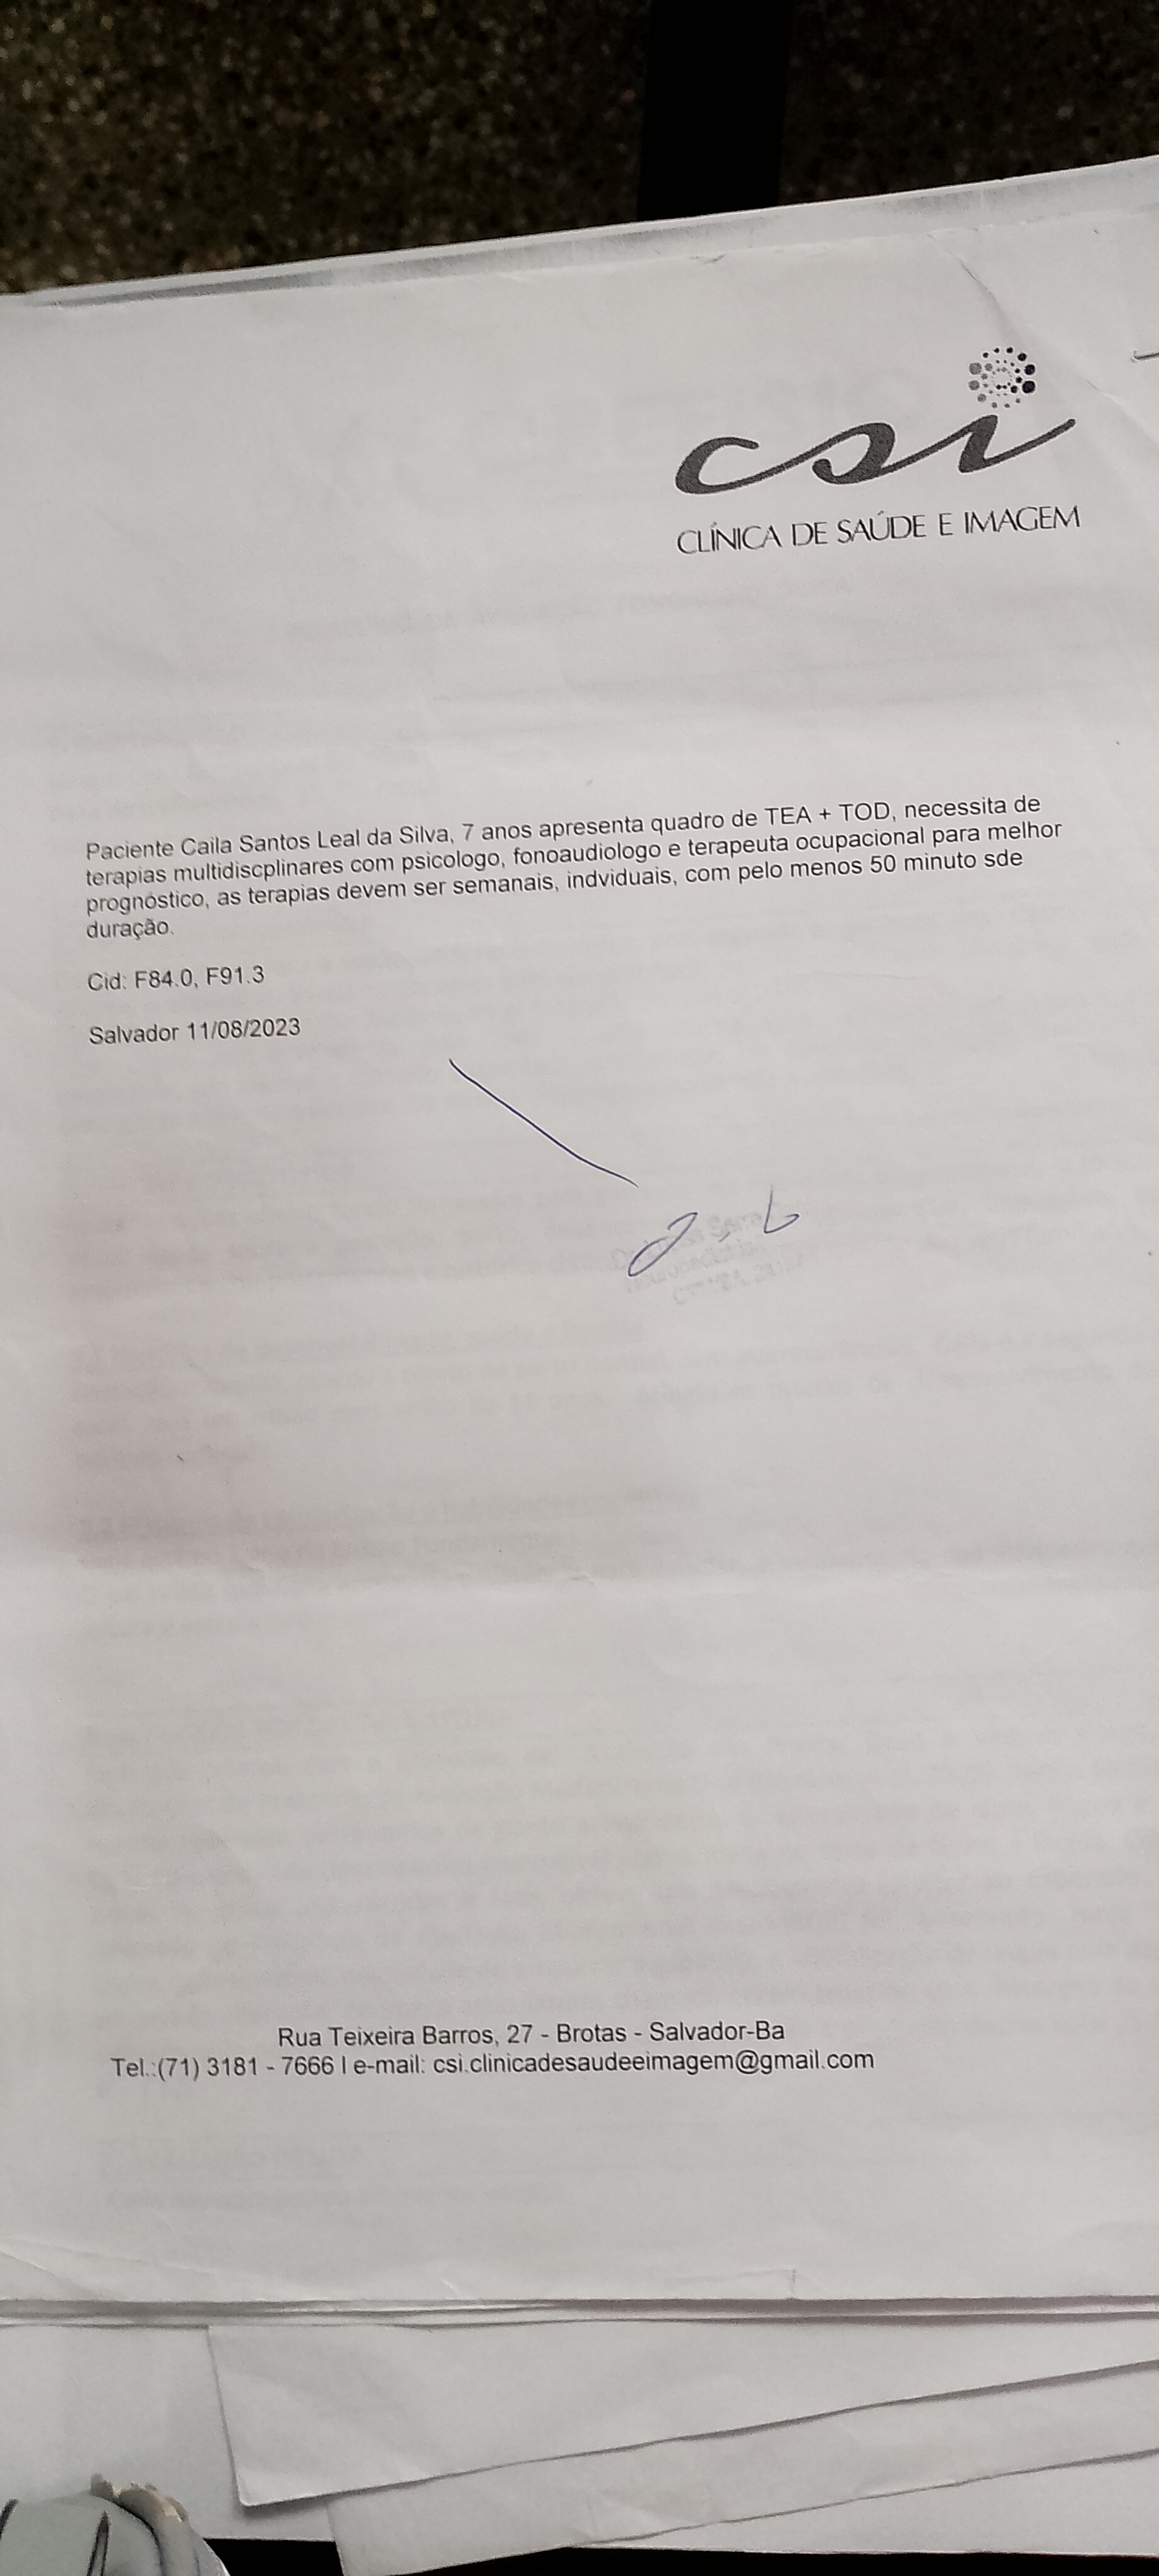 csi
CLÍNICA DE SAÚDE E IMAGEM
Paciente Caila Santos Leal da Silva, 7 anos apresenta quadro de TEA + TOD, necessita de
terapias multidiscplinares com psicologo, fonoaudiologo e terapeuta ocupacional para melhor
prognóstico, as terapias devem ser semanais, indviduais, com pelo menos 50 minuto sde
duração.
Cid: F84.0, F91.3
Salvador 11/08/2023
Rua Teixeira Barros, 27 - Brotas - Salvador-Ba
Tel.:(71) 3181 - 7666 l e-mail: csi.clinicadesaudeeimagem@gmail.com